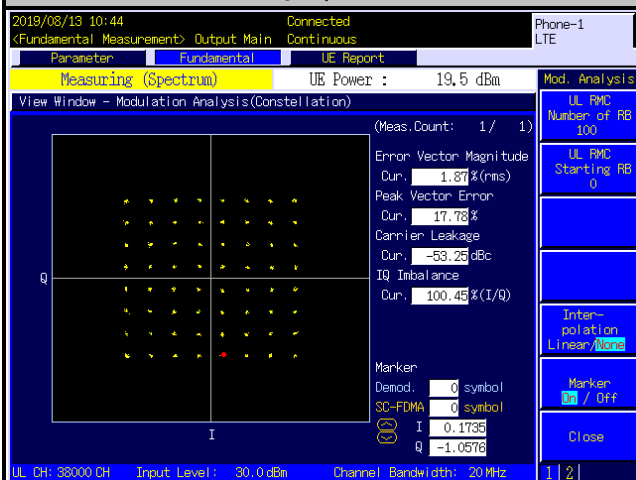 2019/08/13 10:44 Connected Phone-1
<Fundamental Measurement> Output Main Continuous LTE
Parameter Fundamental UE Report
Measuring (Spectrum) UE Power : 19.5 dBm Mod. Analysis
View Window - Modulation Analysis(Constellation)
UL RMC
Number of RB
100
(Meas.Count: 1/ 1)
Error Vector Magnitude
Cur. 1.87 %(rms)
Peak Vector Error
Cur. 17.78 %
Carrier Leakage
Cur. -53.25 dBc
IQ Imbalance
Cur. 100.45 %(I/Q)
UL RMC
Starting RB
0
Q
I
Inter-
polation
Linear/None
Marker
Demod. 0 symbol
SC-FDMA 0 symbol
I 0.1735
Q -1.0576
Marker
On / Off
Close
UL CH: 38000 CH Input Level: 30.0 dBm Channel Bandwidth: 20 MHz 1 2